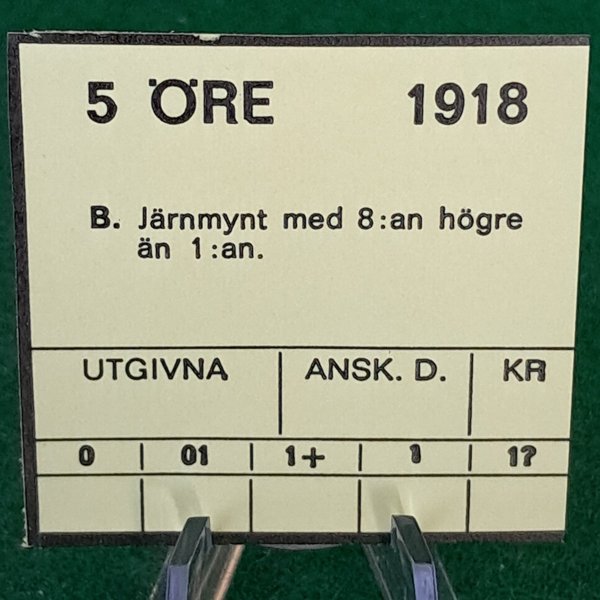 5 ÖRE 1918
B. Järnmynt med 8:an högre
än 1:an.
UTGIVNA ANSK. D. KR
0 01 1+ 1 1?